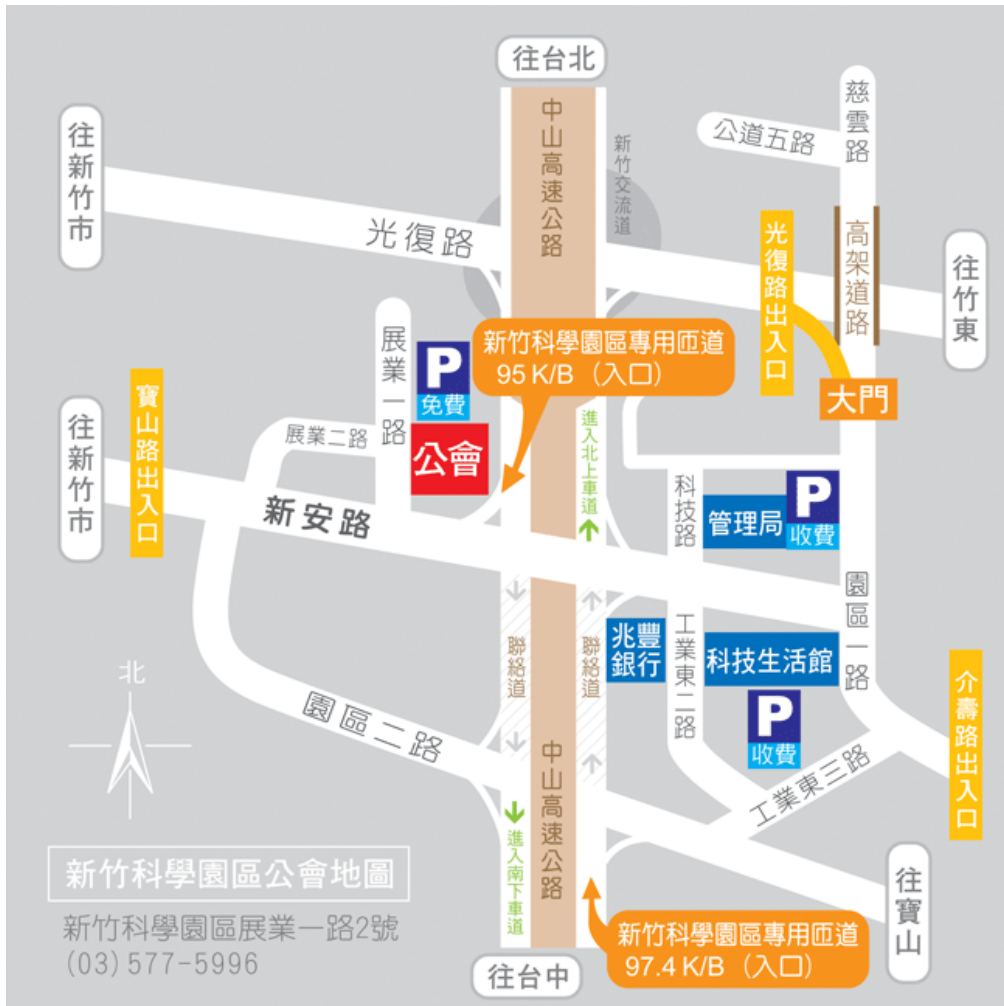 往台北
中山高速公路
新竹交流道
公道五路
慈雲路
往新竹市
光復路
光復路出入口
高架道路
往竹東
展業一路
P
免費
新竹科學園區專用匝道
95 K/B (入口)
大門
寶山路出入口
往新竹市
展業二路
公會
進入北上車道
新安路
科技路
管理局
P
收費
園區一路
聯絡道
聯絡道
兆豐
銀行
工業東二路
科技生活館
P
收費
介壽路出入口
北
園區二路
中山高速公路
工業東三路
進入南下車道
往寶山
新竹科學園區公會地圖
新竹科學園區展業一路2號
(03)577-5996
新竹科學園區專用匝道
97.4 K/B (入口)
往台中